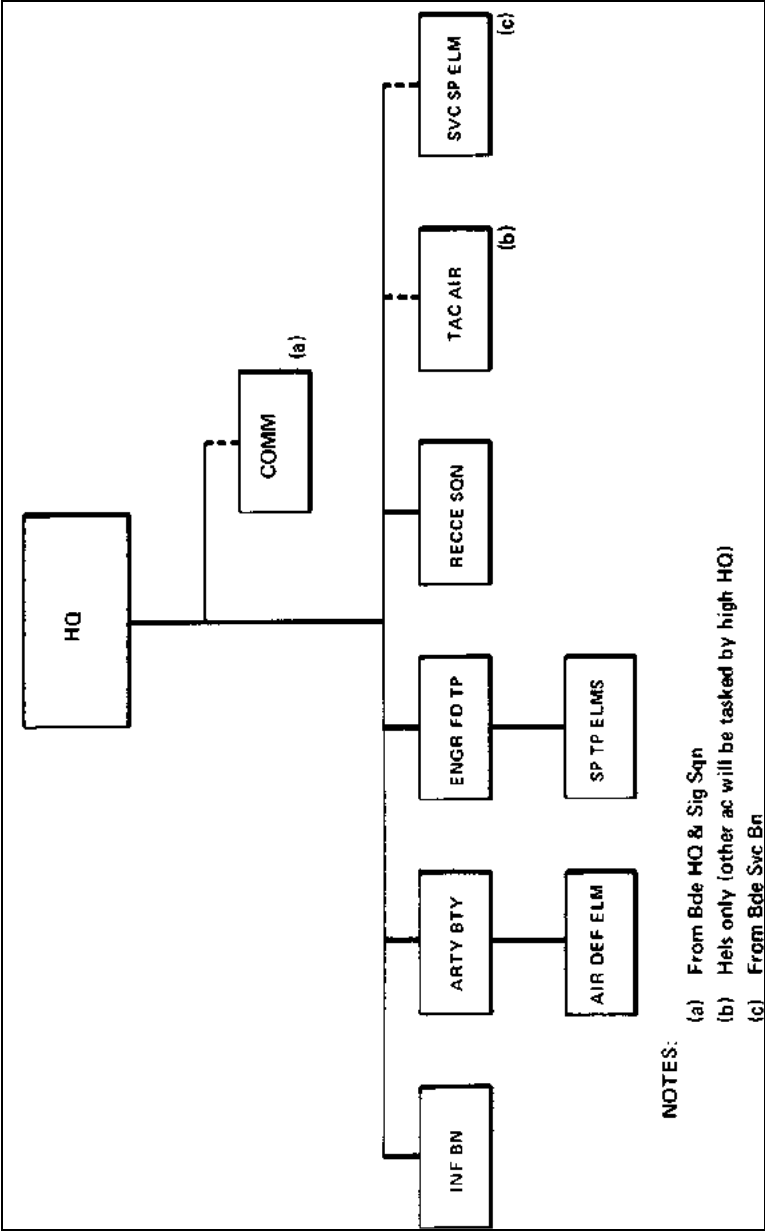 HQ
COMM
(a)
INF BN
ARTY BTY
ENGR FD TP
RECCE SQN
TAC AIR
(b)
SVC SP ELM
(c)
AIR DEF ELM
SP TP ELMS
NOTES:
(a) From Bde HQ & Sig Sqn
(b) Hels only (other ac will be tasked by high HQ)
(c) From Bde Svc Bn